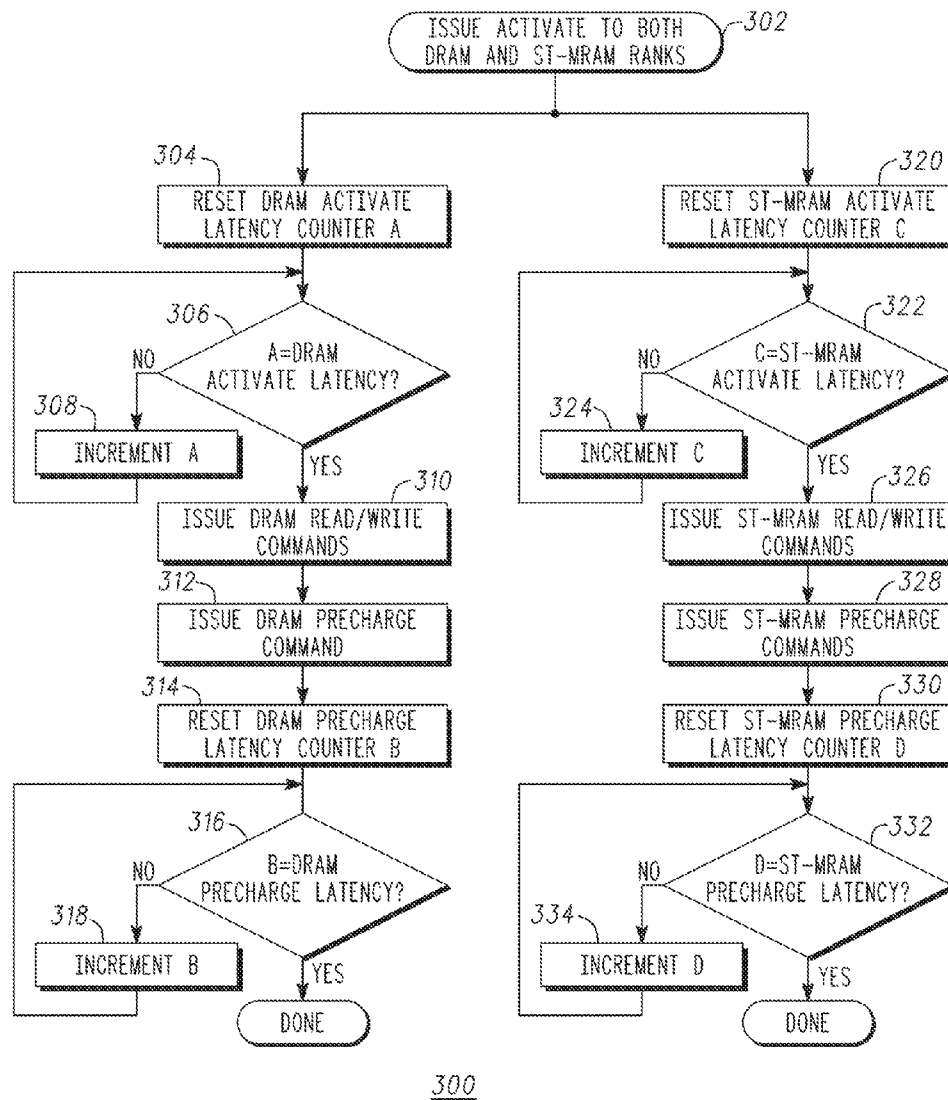 ISSUE ACTIVATE TO BOTH
DRAM AND ST-MRAM RANKS
302
304
RESET DRAM ACTIVATE
LATENCY COUNTER A
306
A=DRAM
ACTIVATE LATENCY?
NO
YES
308
INCREMENT A
310
ISSUE DRAM READ/WRITE
COMMANDS
312
ISSUE DRAM PRECHARGE
COMMAND
314
RESET DRAM PRECHARGE
LATENCY COUNTER B
316
B=DRAM
PRECHARGE LATENCY?
NO
YES
318
INCREMENT B
DONE
320
RESET ST-MRAM ACTIVATE
LATENCY COUNTER C
322
C=ST-MRAM
ACTIVATE LATENCY?
NO
YES
324
INCREMENT C
326
ISSUE ST-MRAM READ/WRITE
COMMANDS
328
ISSUE ST-MRAM PRECHARGE
COMMANDS
330
RESET ST-MRAM PRECHARGE
LATENCY COUNTER D
332
D=ST-MRAM
PRECHARGE LATENCY?
NO
YES
334
INCREMENT D
DONE
300